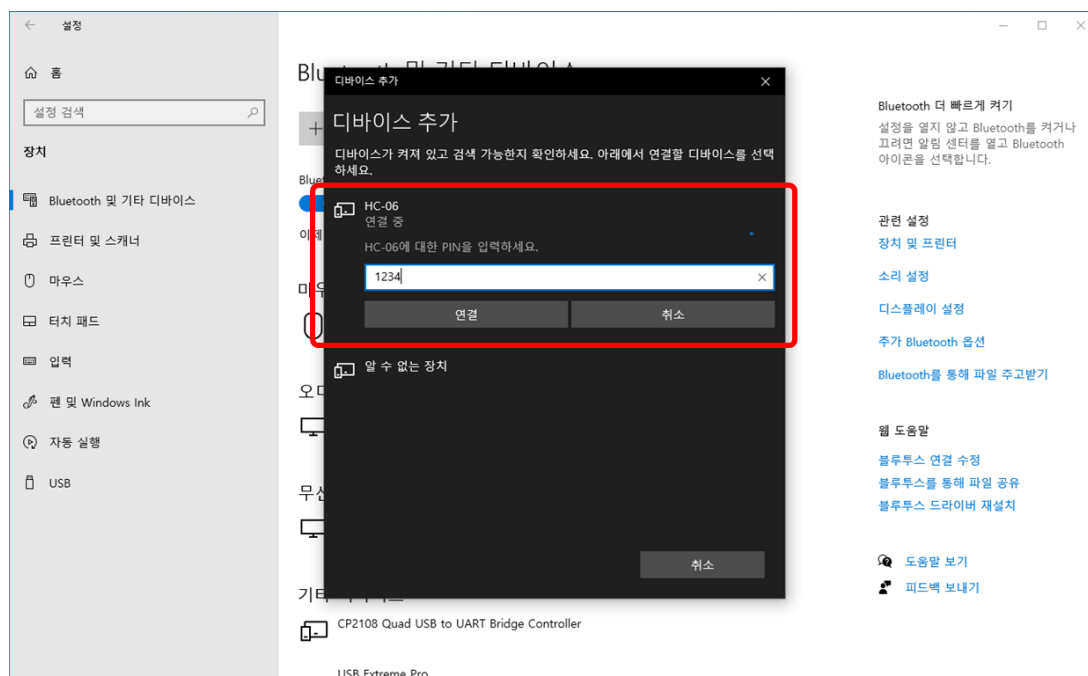 설정
홈
설정 검색
장치
Bluetooth 및 기타 디바이스
프린터 및 스캐너
마우스
터치 패드
입력
펜 및 Windows Ink
자동 실행
USB
디바이스 추가
디바이스 추가
디바이스가 켜져 있고 검색 가능한지 확인하세요. 아래에서 연결할 디바이스를 선택
하세요.
HC-06
연결 중
HC-06에 대한 PIN을 입력하세요.
1234
연결
취소
알 수 없는 장치
취소
CP2108 Quad USB to UART Bridge Controller
USB Extreme Pro
Bluetooth 더 빠르게 켜기
설정을 열지 않고 Bluetooth를 켜거나
끄려면 알림 센터를 열고 Bluetooth
아이콘을 선택합니다.
관련 설정
장치 및 프린터
소리 설정
디스플레이 설정
추가 Bluetooth 옵션
Bluetooth를 통해 파일 주고받기
웹 도움말
블루투스 연결 수정
블루투스를 통해 파일 공유
블루투스 드라이버 재설치
도움말 보기
피드백 보내기